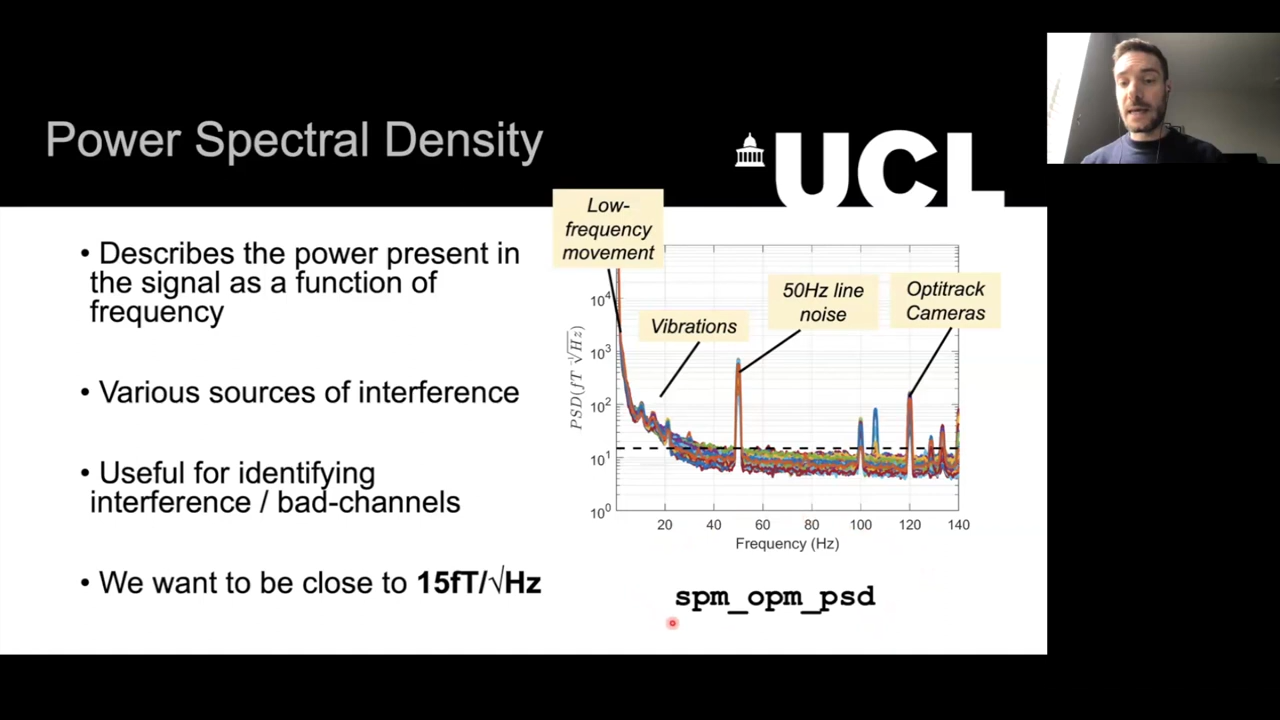 Power Spectral Density
UCL
• Describes the power present in
the signal as a function of
frequency
• Various sources of interference
• Useful for identifying
interference / bad-channels
• We want to be close to 15fT/√Hz
Low-
frequency
movement
Vibrations
50Hz line
noise
Optitrack
Cameras
PSD(fT √Hz⁻¹)
10⁴
10³
10²
10¹
10⁰
20 40 60 80 100 120 140
Frequency (Hz)
spm_opm_psd